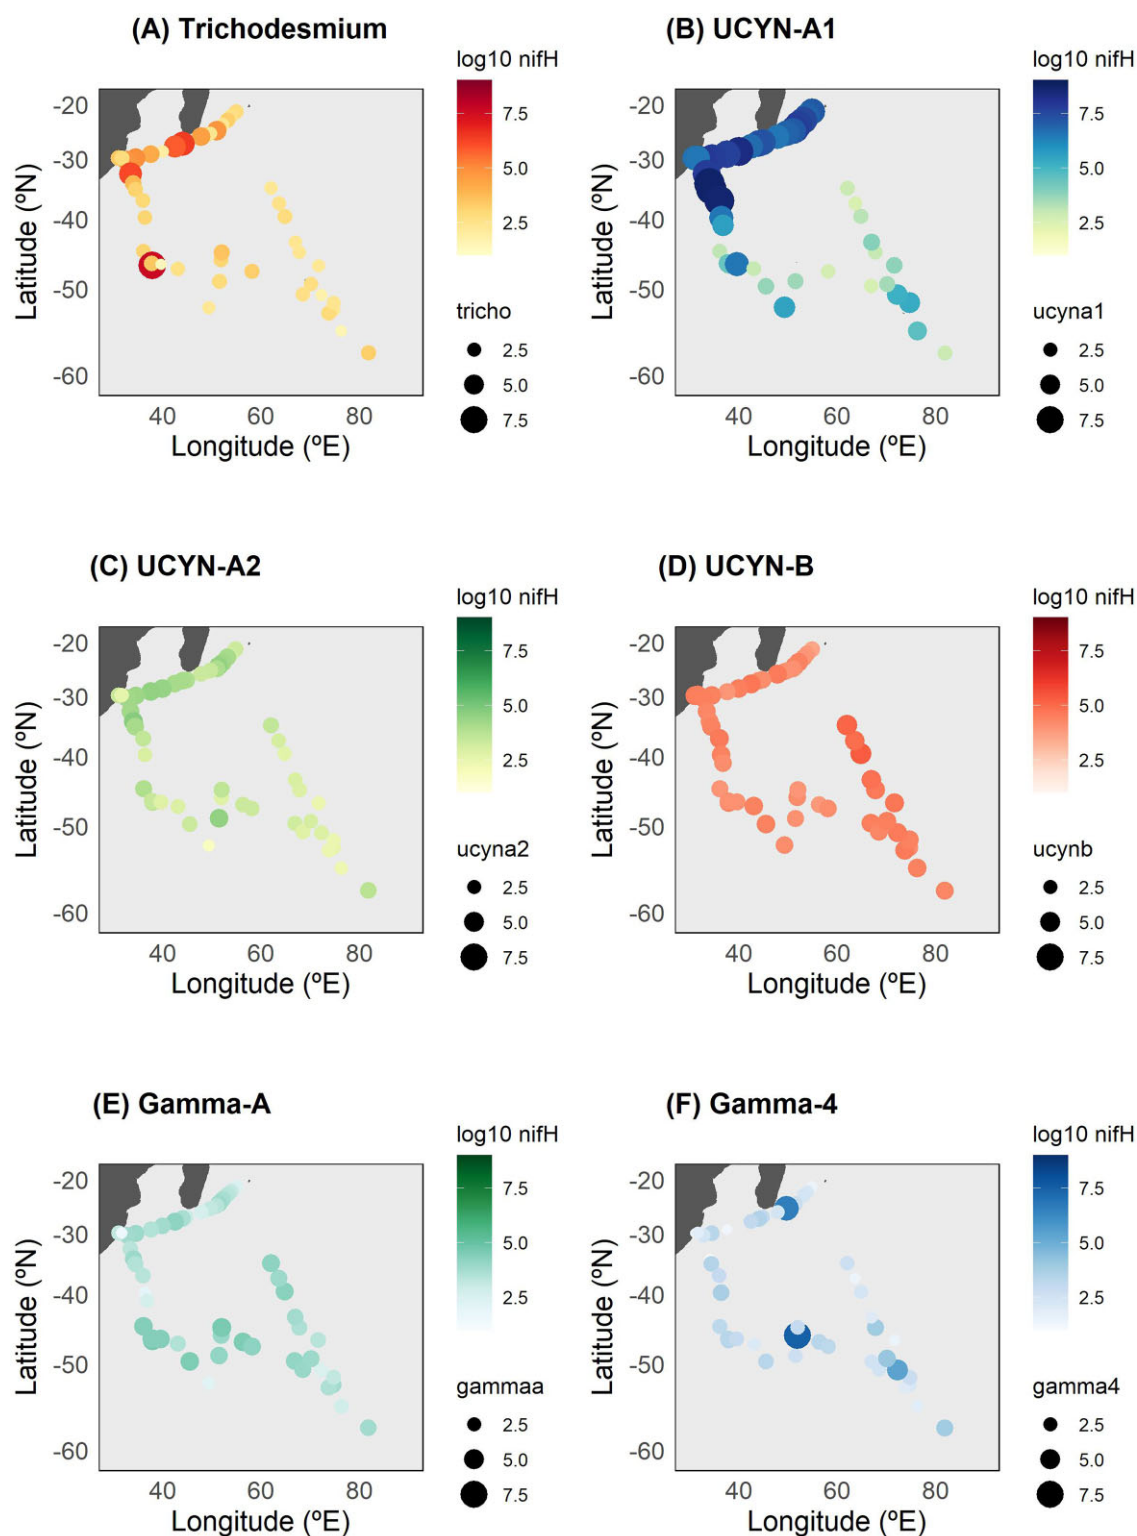 (A) Trichodesmium
log10 nifH
7.5
5.0
2.5
tricho
2.5
5.0
7.5
-20
-30
-40
-50
-60
Latitude (ºN)
40 60 80
Longitude (ºE)
(B) UCYN-A1
log10 nifH
7.5
5.0
2.5
ucyna1
2.5
5.0
7.5
-20
-30
-40
-50
-60
Latitude (ºN)
40 60 80
Longitude (ºE)
(C) UCYN-A2
log10 nifH
7.5
5.0
2.5
ucyna2
2.5
5.0
7.5
-20
-30
-40
-50
-60
Latitude (ºN)
40 60 80
Longitude (ºE)
(D) UCYN-B
log10 nifH
7.5
5.0
2.5
ucynb
2.5
5.0
7.5
-20
-30
-40
-50
-60
Latitude (ºN)
40 60 80
Longitude (ºE)
(E) Gamma-A
log10 nifH
7.5
5.0
2.5
gammaa
2.5
5.0
7.5
-20
-30
-40
-50
-60
Latitude (ºN)
40 60 80
Longitude (ºE)
(F) Gamma-4
log10 nifH
7.5
5.0
2.5
gamma4
2.5
5.0
7.5
-20
-30
-40
-50
-60
Latitude (ºN)
40 60 80
Longitude (ºE)